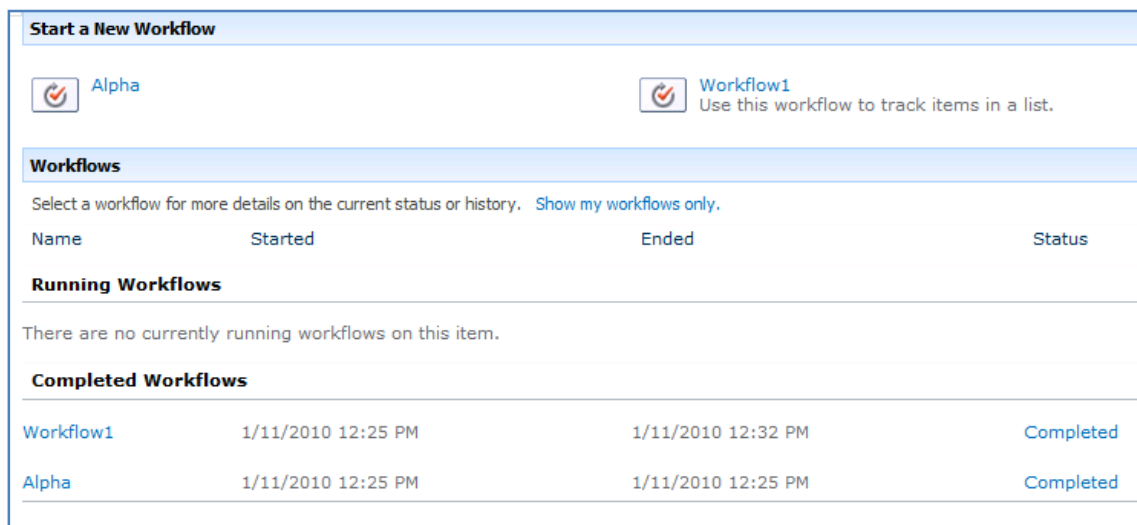 Start a New Workflow
Alpha
Workflow1
Use this workflow to track items in a list.
Workflows
Select a workflow for more details on the current status or history. Show my workflows only.
Name Started Ended Status
Running Workflows
There are no currently running workflows on this item.
Completed Workflows
Workflow1 1/11/2010 12:25 PM 1/11/2010 12:32 PM Completed
Alpha 1/11/2010 12:25 PM 1/11/2010 12:25 PM Completed